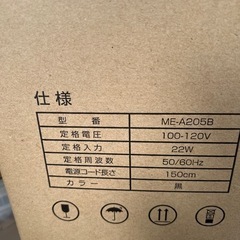 仕様
型番 ME-A205B
定格電圧 100-120V
定格入力 22W
定格周波数 50/60Hz
電源コード長さ 150cm
カラー 黒